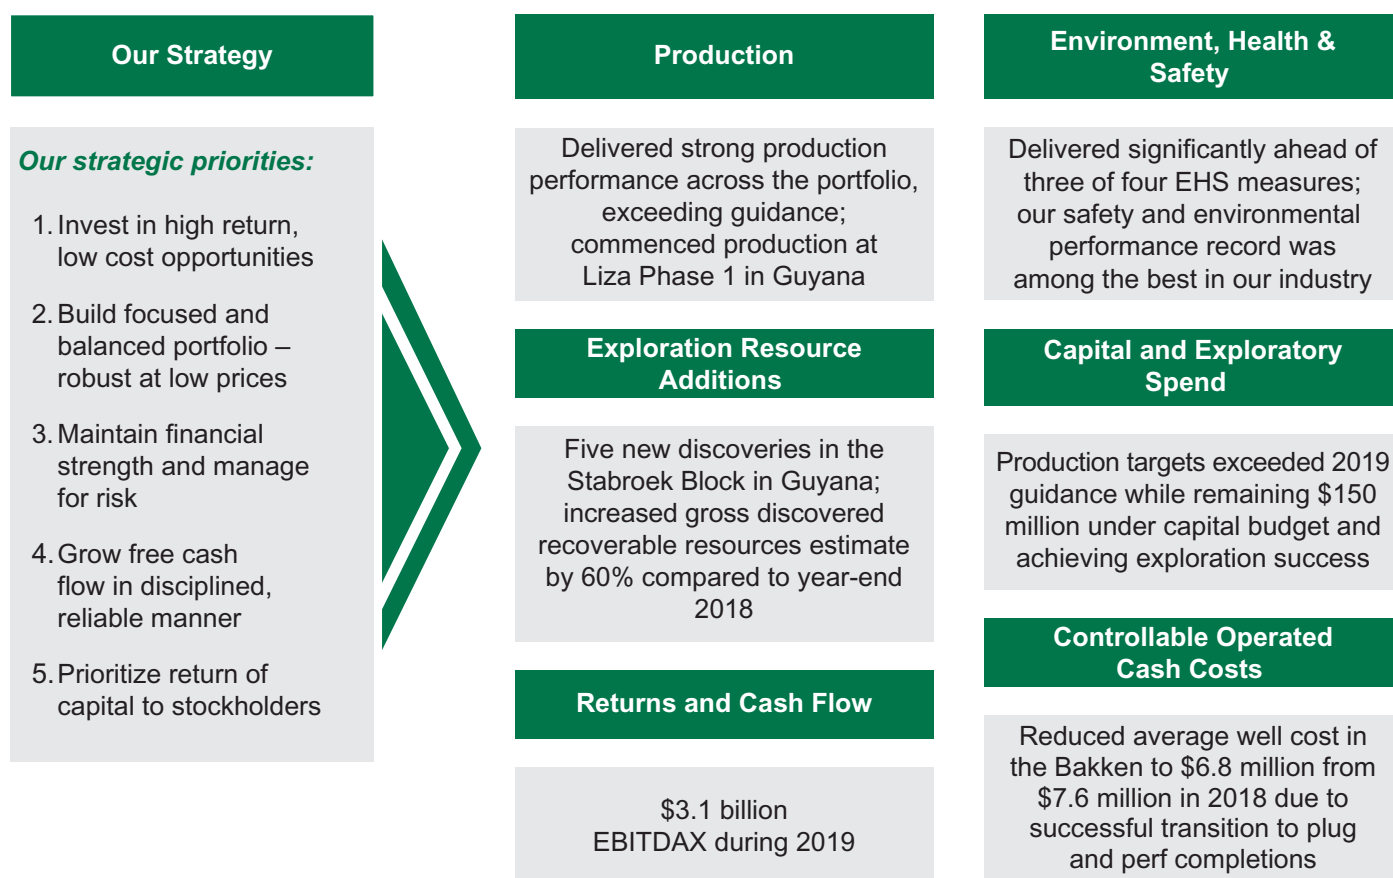 Our Strategy
Our strategic priorities:
1. Invest in high return,
low cost opportunities
2. Build focused and
balanced portfolio –
robust at low prices
3. Maintain financial
strength and manage
for risk
4. Grow free cash
flow in disciplined,
reliable manner
5. Prioritize return of
capital to stockholders
Production
Delivered strong production
performance across the portfolio,
exceeding guidance;
commenced production at
Liza Phase 1 in Guyana
Exploration Resource
Additions
Five new discoveries in the
Stabroek Block in Guyana;
increased gross discovered
recoverable resources estimate
by 60% compared to year-end
2018
Returns and Cash Flow
$3.1 billion
EBITDAX during 2019
Environment, Health &
Safety
Delivered significantly ahead of
three of four EHS measures;
our safety and environmental
performance record was
among the best in our industry
Capital and Exploratory
Spend
Production targets exceeded 2019
guidance while remaining $150
million under capital budget and
achieving exploration success
Controllable Operated
Cash Costs
Reduced average well cost in
the Bakken to $6.8 million from
$7.6 million in 2018 due to
successful transition to plug
and perf completions